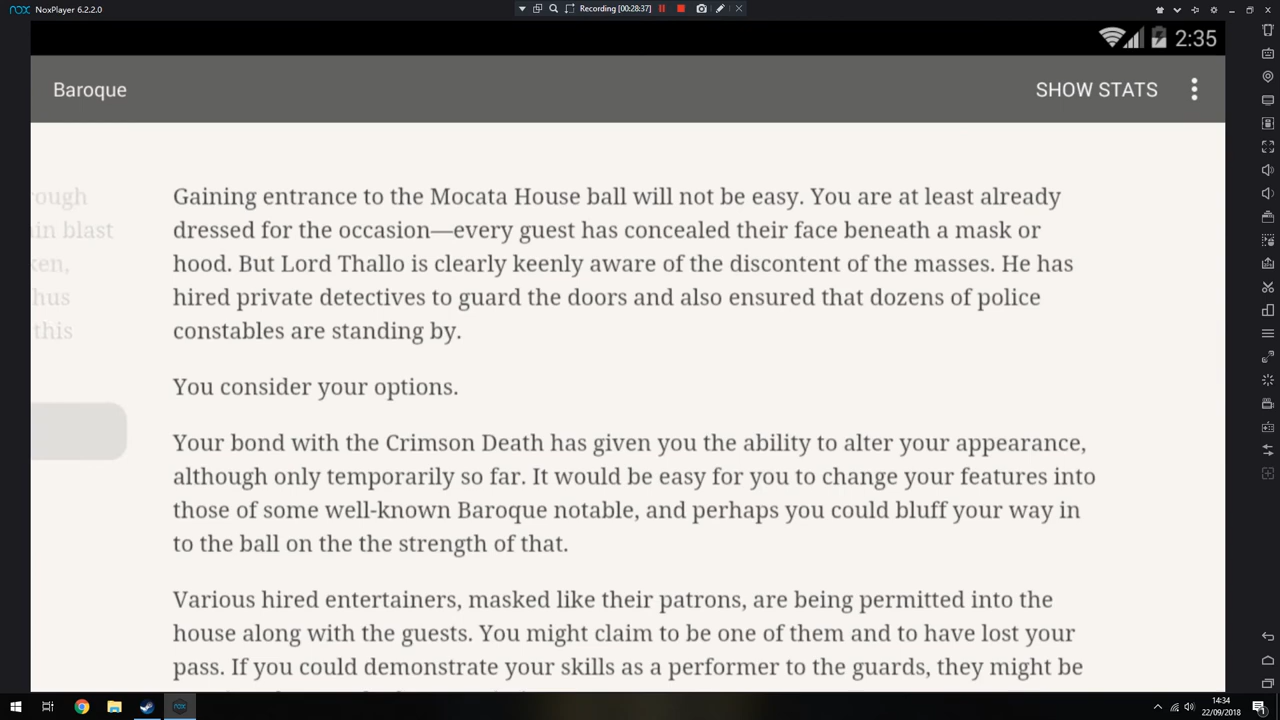 NoxPlayer 6.2.2.0
Recording [00:28:37]
2:35
Baroque
SHOW STATS
rough
in blast
ken,
hus
this
Gaining entrance to the Mocata House ball will not be easy. You are at least already
dressed for the occasion—every guest has concealed their face beneath a mask or
hood. But Lord Thallo is clearly keenly aware of the discontent of the masses. He has
hired private detectives to guard the doors and also ensured that dozens of police
constables are standing by.
You consider your options.
Your bond with the Crimson Death has given you the ability to alter your appearance,
although only temporarily so far. It would be easy for you to change your features into
those of some well-known Baroque notable, and perhaps you could bluff your way in
to the ball on the the strength of that.
Various hired entertainers, masked like their patrons, are being permitted into the
house along with the guests. You might claim to be one of them and to have lost your
pass. If you could demonstrate your skills as a performer to the guards, they might be
14:34
22/09/2018